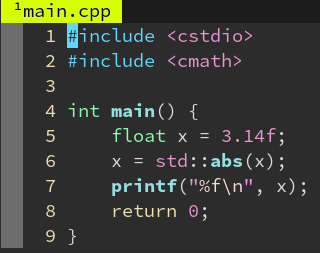 ¹main.cpp
1 #include <cstdio>
2 #include <cmath>
3
4 int main() {
5     float x = 3.14f;
6     x = std::abs(x);
7     printf("%f\n", x);
8     return 0;
9 }